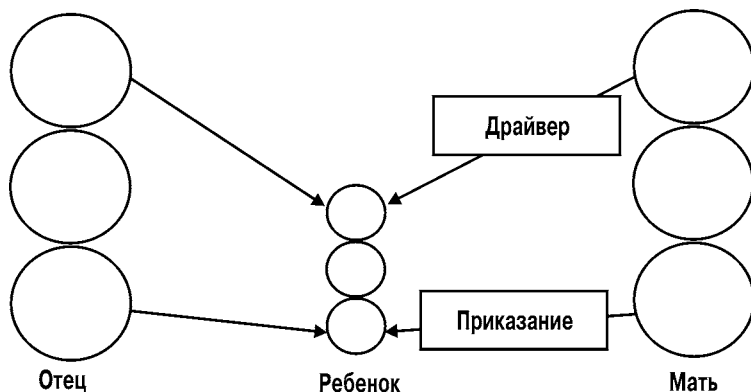 Драйвер
Приказание
Отец
Ребенок
Мать